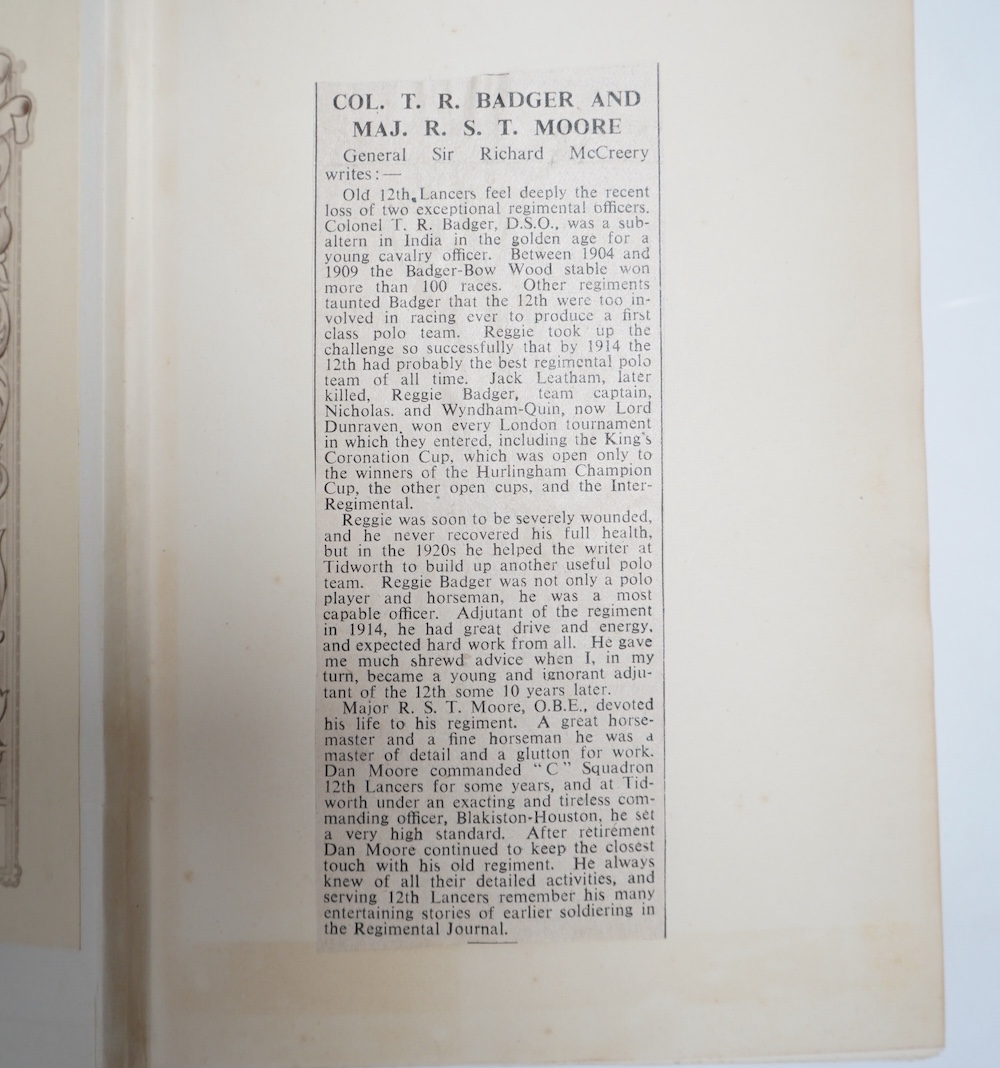 COL. T. R. BADGER AND
MAJ. R. S. T. MOORE
General Sir Richard McCreery
writes:—
Old 12th Lancers feel deeply the recent
loss of two exceptional regimental officers.
Colonel T. R. Badger, D.S.O., was a sub-
altern in India in the golden age for a
young cavalry officer. Between 1904 and
1909 the Badger-Bow Wood stable won
more than 100 races. Other regiments
taunted Badger that the 12th were too in-
volved in racing ever to produce a first
class polo team. Reggie took up the
challenge so successfully that by 1914 the
12th had probably the best regimental polo
team of all time. Jack Leatham, later
killed, Reggie Badger, team captain,
Nicholas. and Wyndham-Quin, now Lord
Dunraven, won every London tournament
in which they entered, including the King's
Coronation Cup, which was open only to
the winners of the Hurlingham Champion
Cup, the other open cups, and the Inter-
Regimental.
Reggie was soon to be severely wounded,
and he never recovered his full health,
but in the 1920s he helped the writer at
Tidworth to build up another useful polo
team. Reggie Badger was not only a polo
player and horseman, he was a most
capable officer. Adjutant of the regiment
in 1914, he had great drive and energy,
and expected hard work from all. He gave
me much shrewd advice when I, in my
turn, became a young and ignorant adju-
tant of the 12th some 10 years later.
Major R. S. T. Moore, O.B.E., devoted
his life to his regiment. A great horse-
master and a fine horseman he was a
master of detail and a glutton for work.
Dan Moore commanded "C" Squadron
12th Lancers for some years, and at Tid-
worth under an exacting and tireless com-
manding officer, Blakiston-Houston, he set
a very high standard. After retirement
Dan Moore continued to keep the closest
touch with his old regiment. He always
knew of all their detailed activities, and
serving 12th Lancers remember his many
entertaining stories of earlier soldiering in
the Regimental Journal.